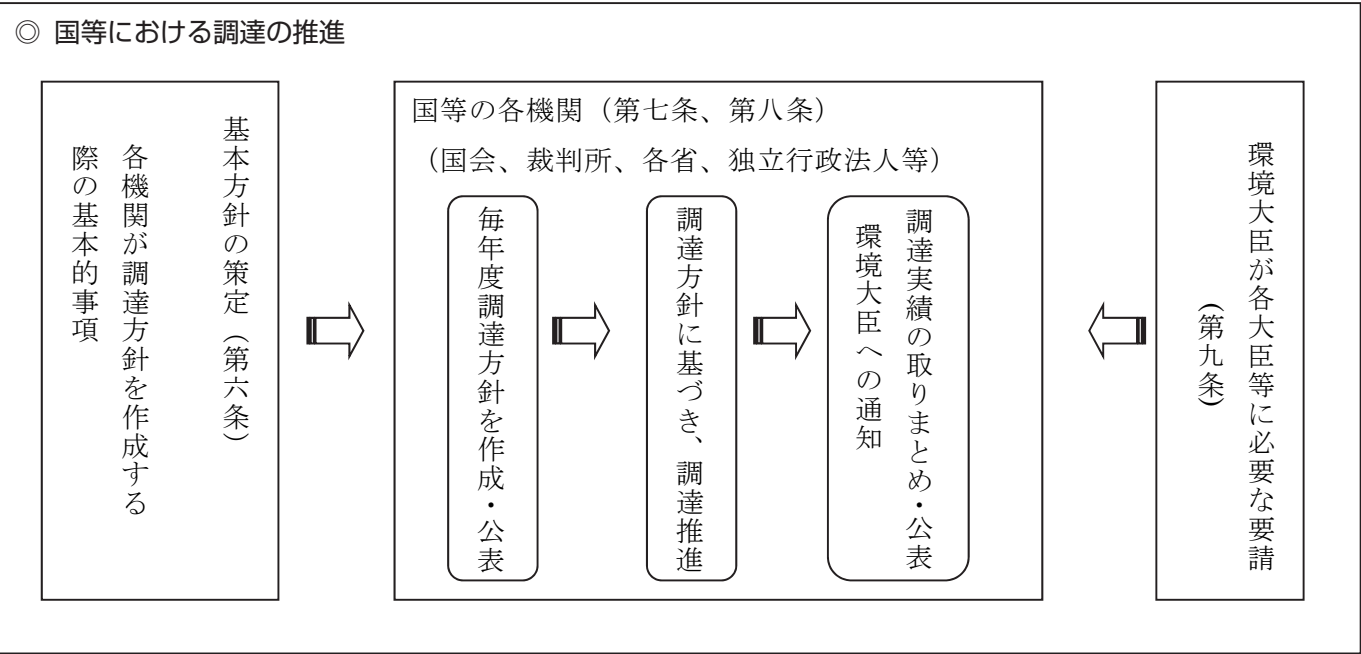 ◎ 国等における調達の推進
基本方針の策定（第六条）
各機関が調達方針を作成する
際の基本的事項
国等の各機関（第七条、第八条）
（国会、裁判所、各省、独立行政法人等）
毎年度調達方針を作成・公表
調達方針に基づき、調達推進
調達実績の取りまとめ・公表
環境大臣への通知
環境大臣が各大臣等に必要な要請
（第九条）